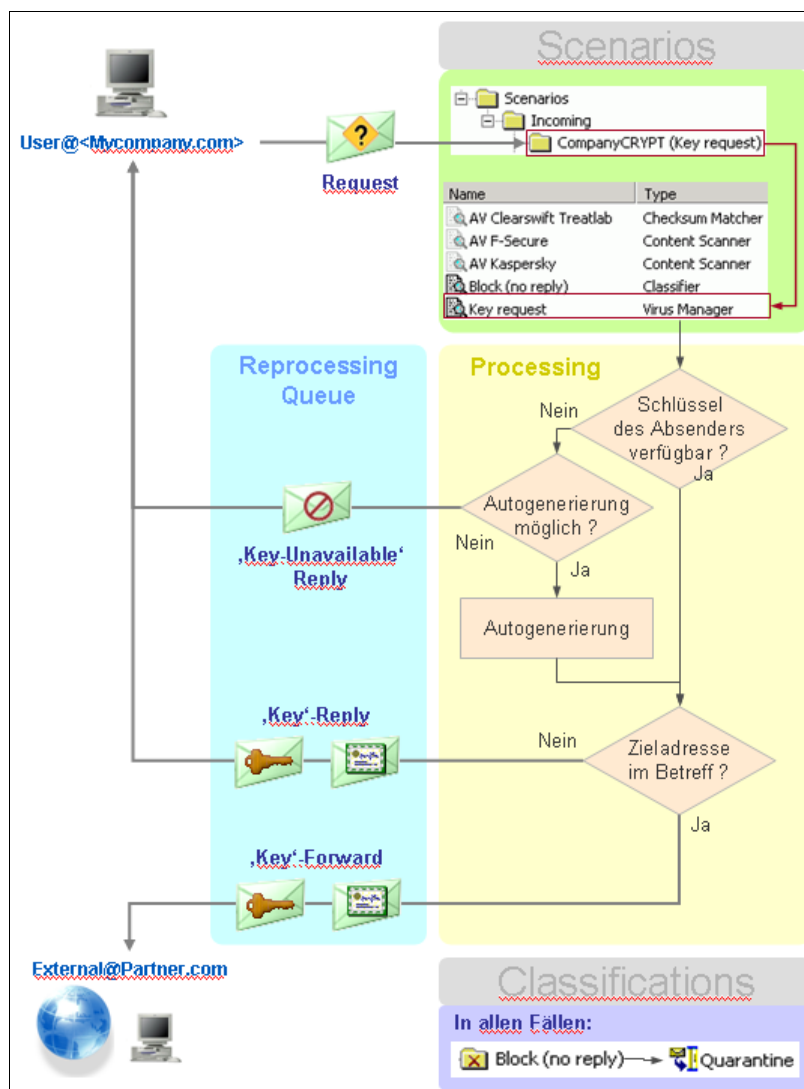 Scenarios
Scenarios
Incoming
CompanyCRYPT (Key request)
User@<Mycompany.com>
Request
Name Type
AV Clearswift Treatlab Checksum Matcher
AV F-Secure Content Scanner
AV Kaspersky Content Scanner
Block (no reply) Classifier
Key request Virus Manager
Reprocessing
Queue
Processing
Nein
Schlüssel
des Absenders
verfügbar ?
Ja
Autogenerierung
möglich ?
Nein
Ja
‚Key-Unavailable‘
Reply
Autogenerierung
‚Key‘-Reply
Nein
Zieladresse
im Betreff ?
Ja
‚Key‘-Forward
External@Partner.com
Classifications
In allen Fällen:
Block (no reply) Quarantine